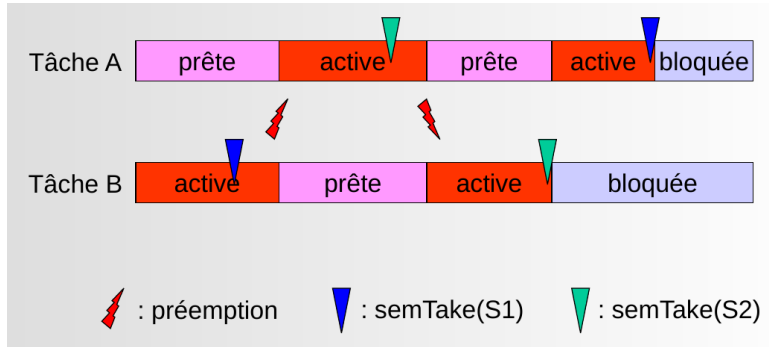 Tâche A prête active prête active bloquée
Tâche B active prête active bloquée
: préemption : semTake(S1) : semTake(S2)